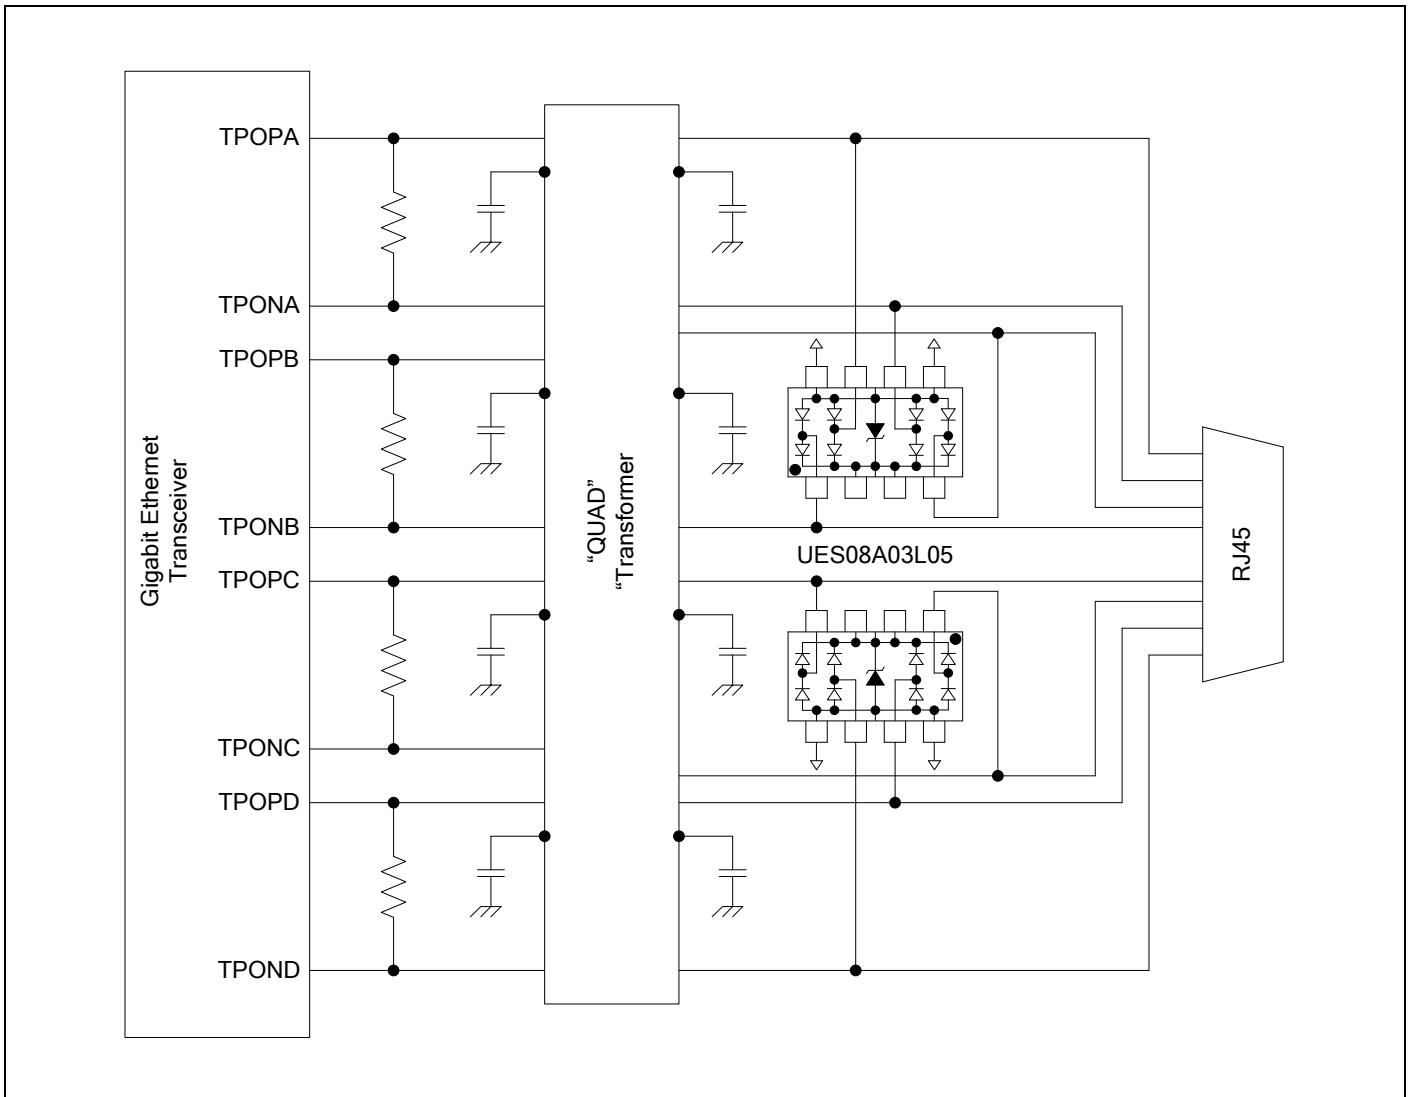 TPOPA
TPONA
TPOPB
TPONB
TPOPC
TPONC
TPOPD
TPOND
Gigabit Ethernet
Transceiver
“QUAD”
“Transformer
UES08A03L05
RJ45